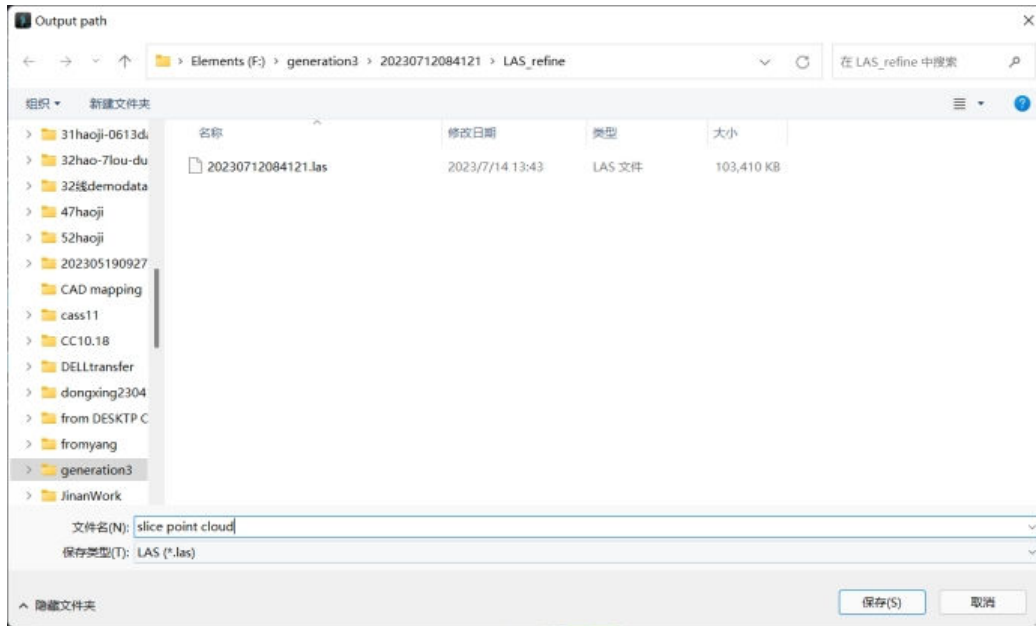 Output path
Elements (F:) > generation3 > 20230712084121 > LAS_refine
在 LAS_refine 中搜索
组织 新建文件夹
名称 修改日期 类型 大小
31haoji-0613da
32hao-7lou-du
32线demodata
47haoji
52haoji
202305190927
CAD mapping
cass11
CC10.18
DELLtransfer
dongxing2304
from DESKTP C
fromyang
generation3
JinanWork
20230712084121.las 2023/7/14 13:43 LAS 文件 103,410 KB
文件名(N): slice point cloud
保存类型(T): LAS (*.las)
隐藏文件夹
保存(S) 取消